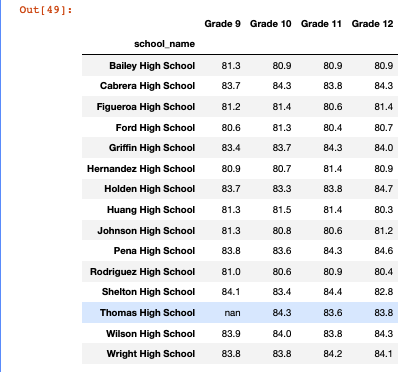 Out[49]:
Grade 9 Grade 10 Grade 11 Grade 12
school_name
Bailey High School 81.3 80.9 80.9 80.9
Cabrera High School 83.7 84.3 83.8 84.3
Figueroa High School 81.2 81.4 80.6 81.4
Ford High School 80.6 81.3 80.4 80.7
Griffin High School 83.4 83.7 84.3 84.0
Hernandez High School 80.9 80.7 81.4 80.9
Holden High School 83.7 83.3 83.8 84.7
Huang High School 81.3 81.5 81.4 80.3
Johnson High School 81.3 80.8 80.6 81.2
Pena High School 83.8 83.6 84.3 84.6
Rodriguez High School 81.0 80.6 80.9 80.4
Shelton High School 84.1 83.4 84.4 82.8
Thomas High School nan 84.3 83.6 83.8
Wilson High School 83.9 84.0 83.8 84.3
Wright High School 83.8 83.8 84.2 84.1